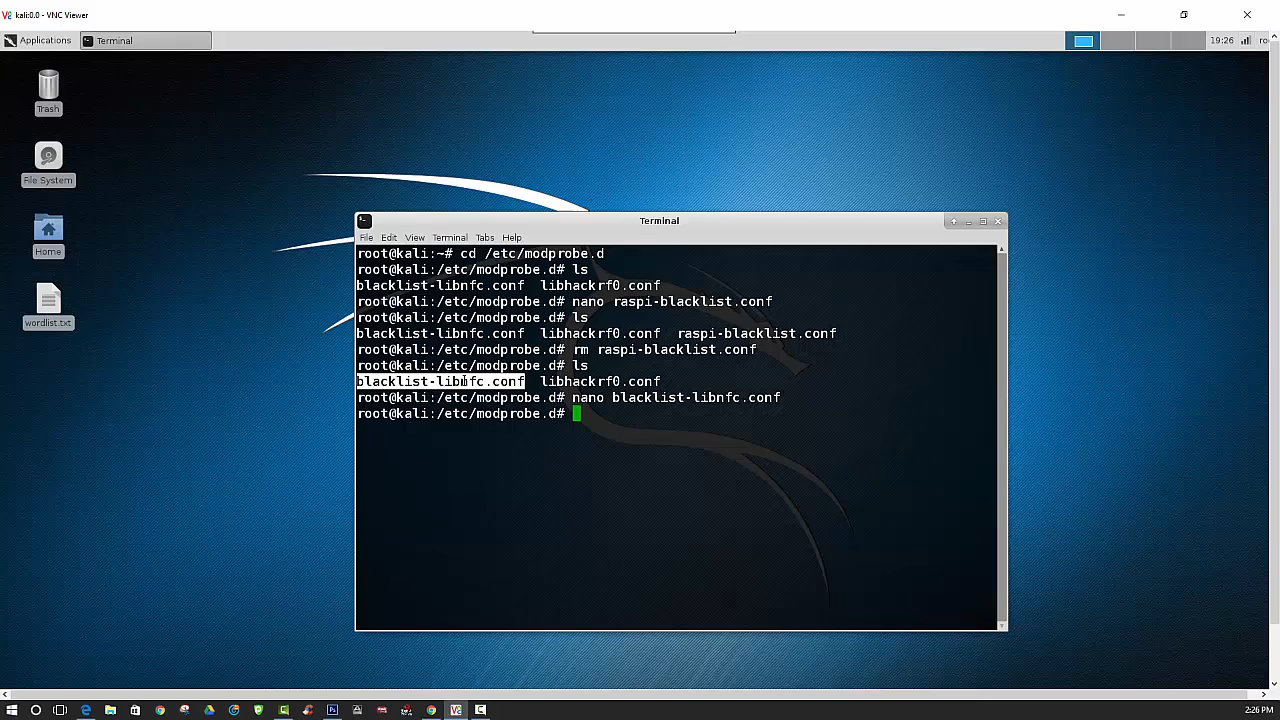 kali:0.0 - VNC Viewer
Applications
Terminal
19:26
ro
Trash
File System
Home
wordlist.txt
Terminal
File Edit View Terminal Tabs Help
root@kali:~# cd /etc/modprobe.d
root@kali:/etc/modprobe.d# ls
blacklist-libnfc.conf  libhackrf0.conf
root@kali:/etc/modprobe.d# nano raspi-blacklist.conf
root@kali:/etc/modprobe.d# ls
blacklist-libnfc.conf  libhackrf0.conf  raspi-blacklist.conf
root@kali:/etc/modprobe.d# rm raspi-blacklist.conf
root@kali:/etc/modprobe.d# ls
blacklist-libnfc.conf  libhackrf0.conf
root@kali:/etc/modprobe.d# nano blacklist-libnfc.conf
root@kali:/etc/modprobe.d#
2:26 PM